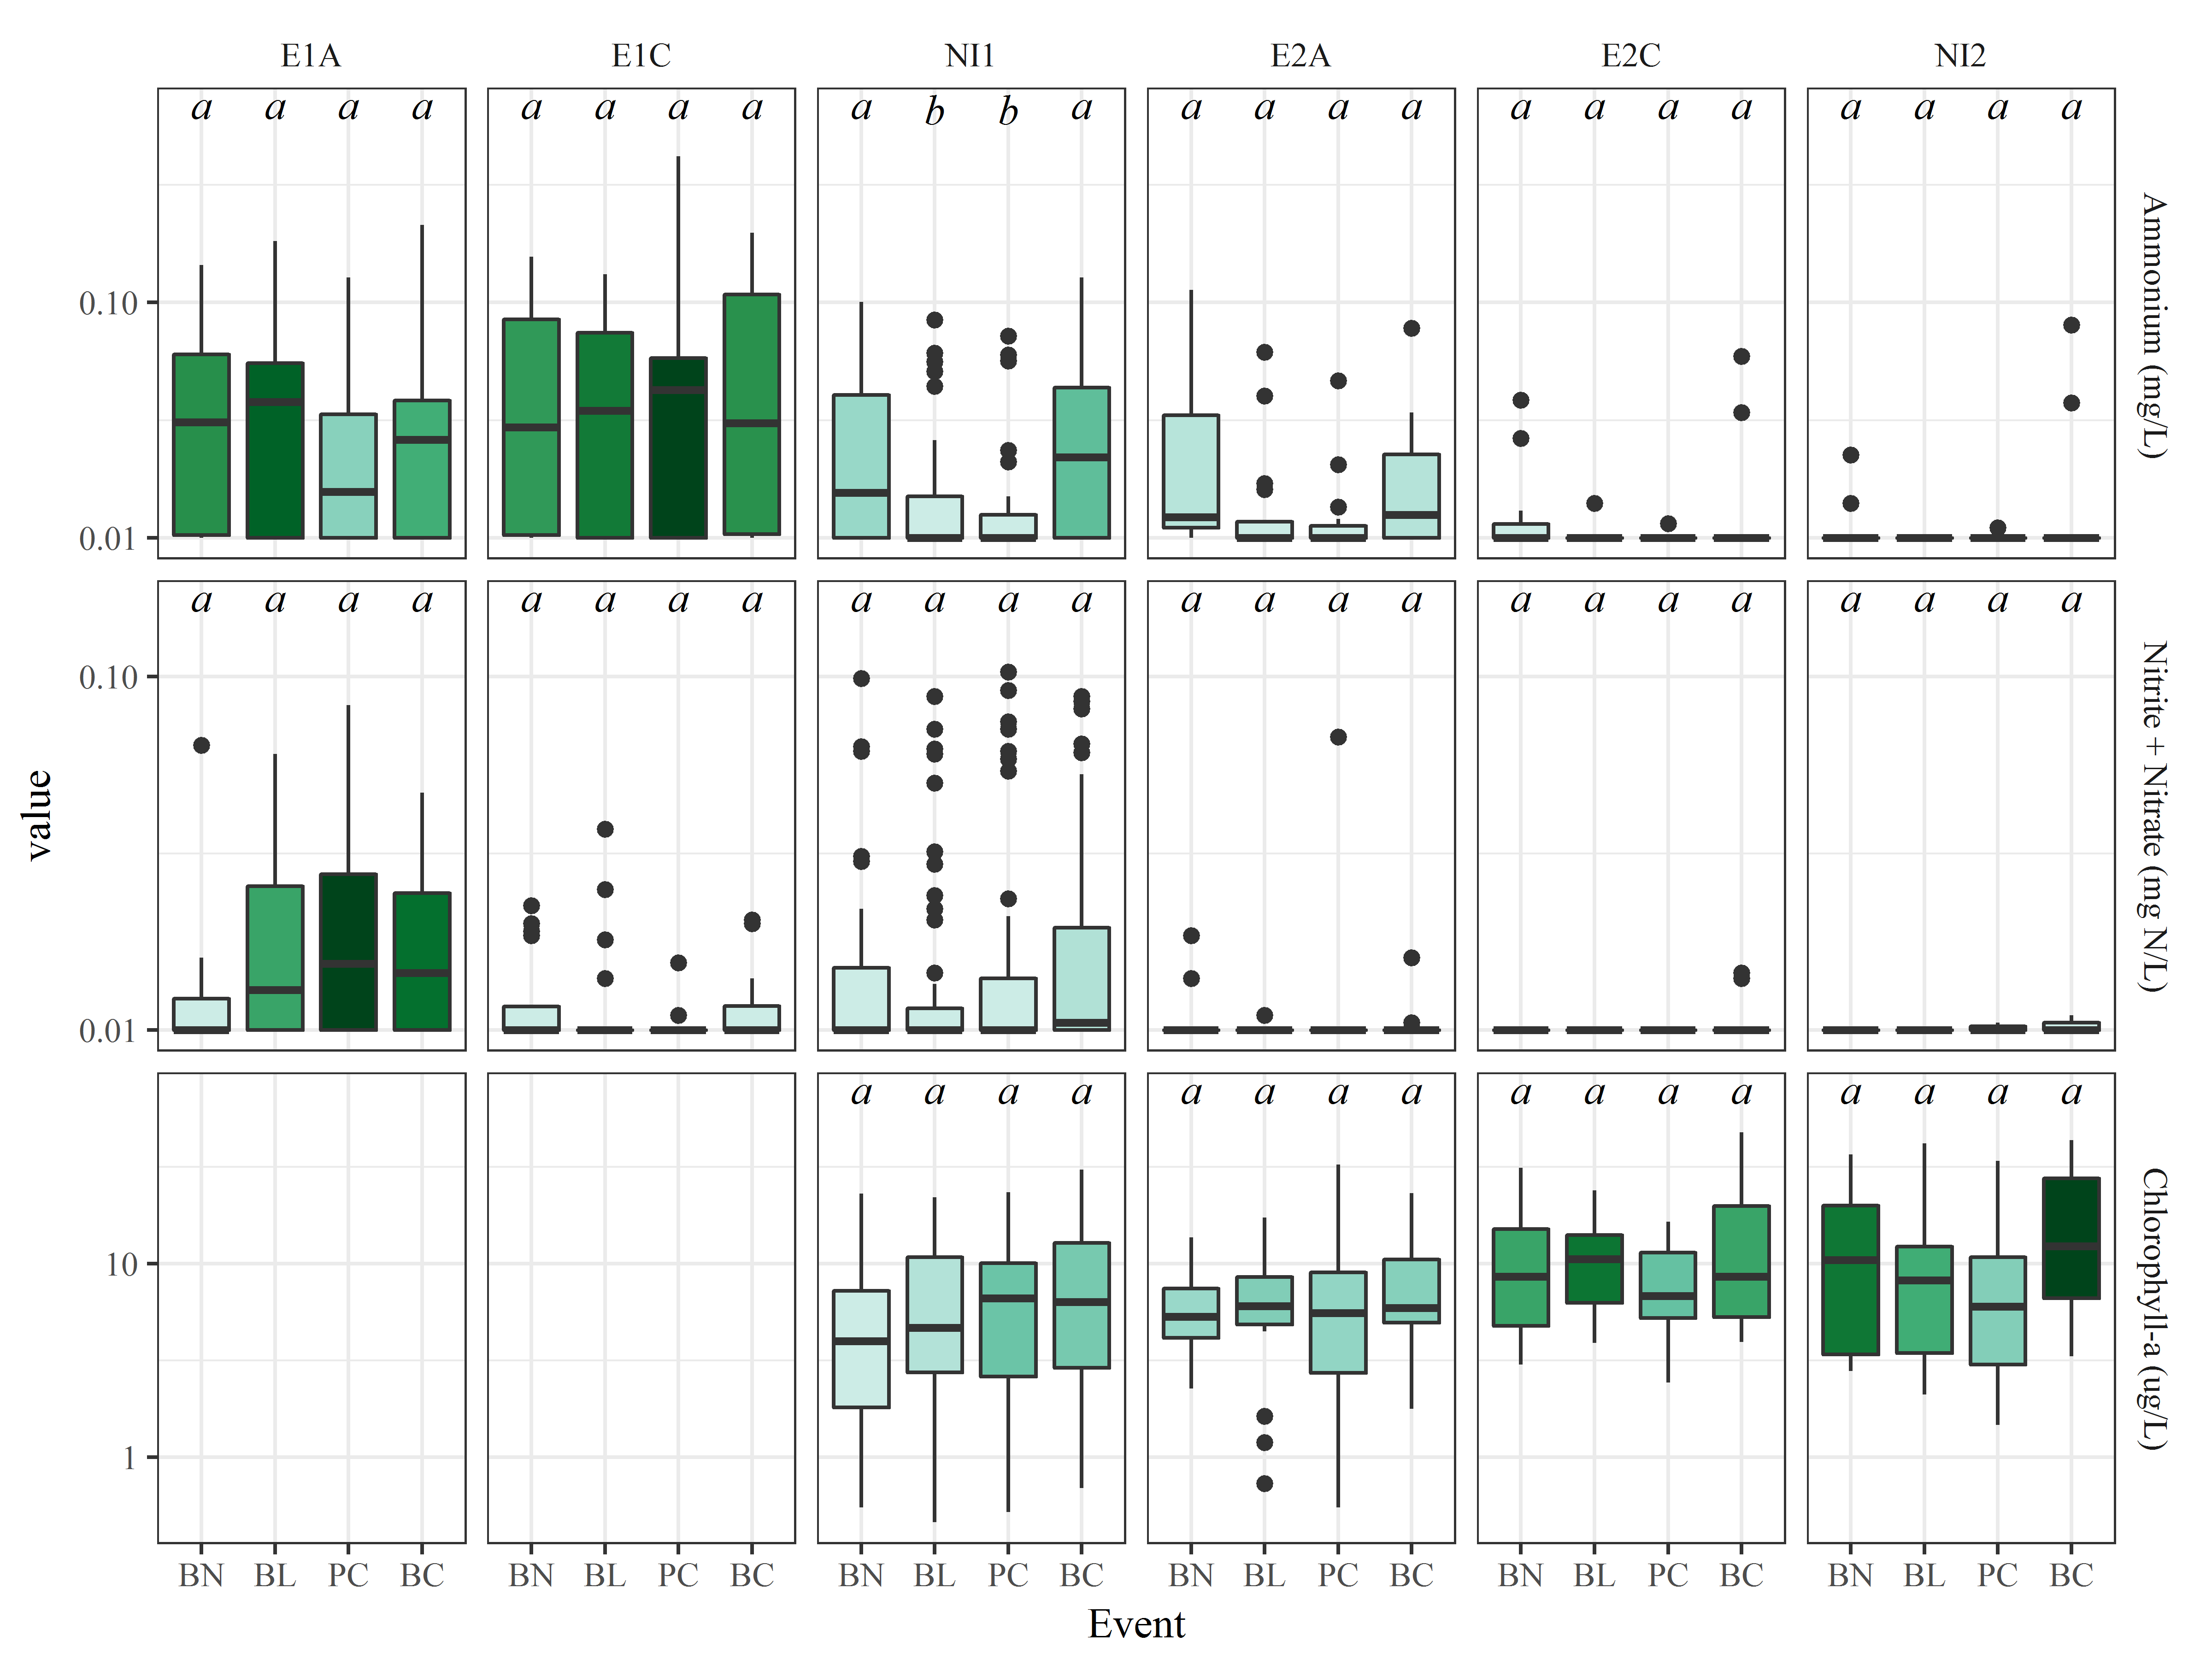 E1A E1C NI1 E2A E2C NI2
a a a a a a a a a b b a a a a a a a a a a a a a
Ammonium (mg/L)
0.10
0.01
a a a a a a a a a a a a a a a a a a a a a a a a
Nitrite + Nitrate (mg N/L)
0.10
0.01
value
a a a a a a a a a a a a a a a a
Chlorophyll-a (ug/L)
10
1
BN BL PC BC BN BL PC BC BN BL PC BC BN BL PC BC BN BL PC BC BN BL PC BC
Event